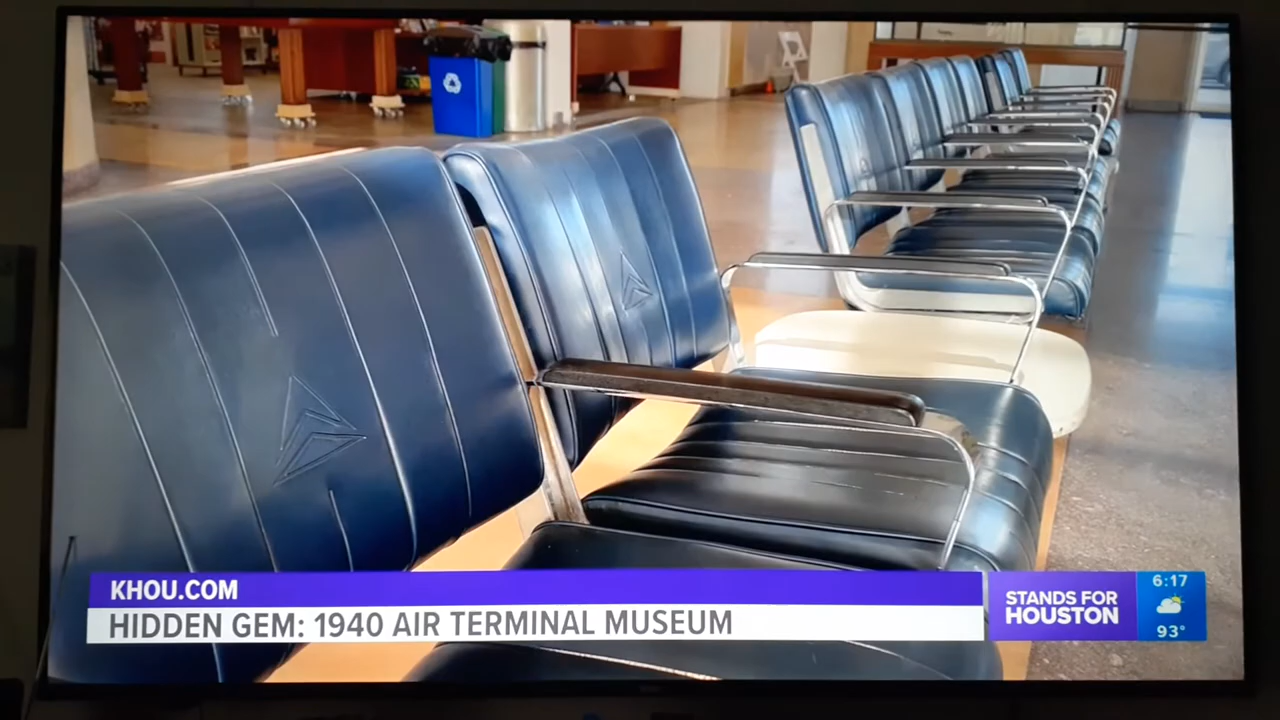 KHOU.COM
HIDDEN GEM: 1940 AIR TERMINAL MUSEUM
STANDS FOR
HOUSTON
6:17
93°